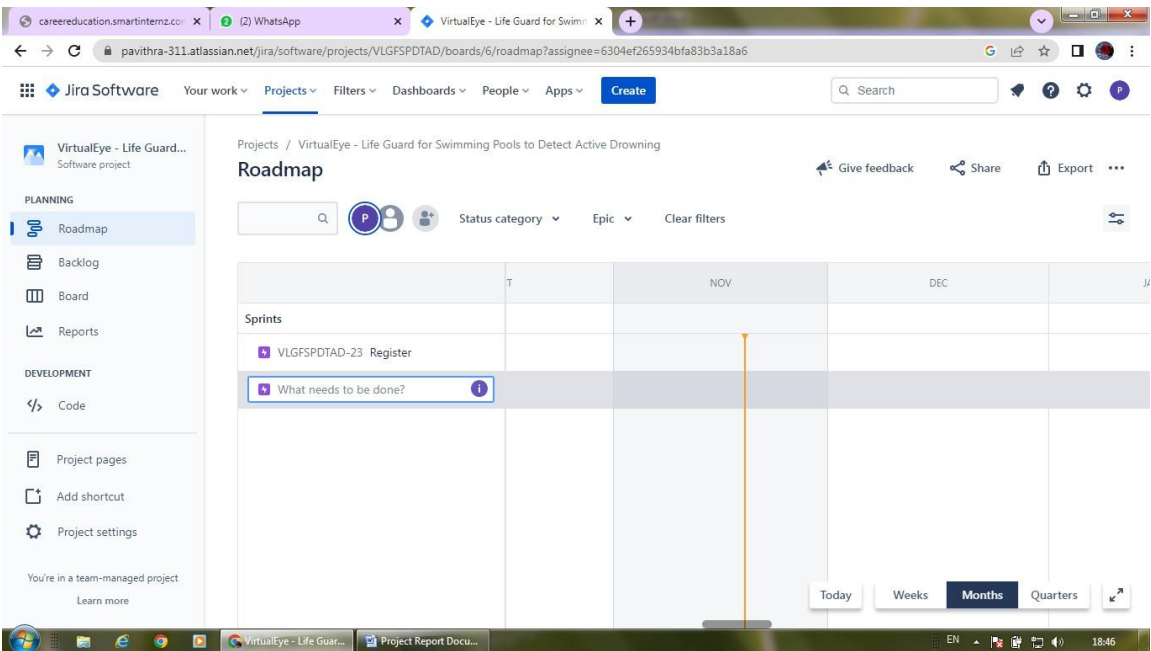 careereducation.smartinternz.com
(2) WhatsApp
VirtualEye - Life Guard for Swimm
pavithra-311.atlassian.net/jira/software/projects/VLGFSPDTAD/boards/6/roadmap?assignee=6304ef265934bfa83b3a18a6
Jira Software Your work Projects Filters Dashboards People Apps Create Search P
VirtualEye - Life Guard...
Software project
PLANNING
Roadmap
Backlog
Board
Reports
DEVELOPMENT
Code
Project pages
Add shortcut
Project settings
You're in a team-managed project
Learn more
Projects / VirtualEye - Life Guard for Swimming Pools to Detect Active Drowning
Roadmap
Give feedback Share Export
P Status category Epic Clear filters
T NOV DEC JA
Sprints
VLGFSPDTAD-23 Register
What needs to be done?
Today Weeks Months Quarters
VirtualEye - Life Guar... Project Report Docu... EN 18:46